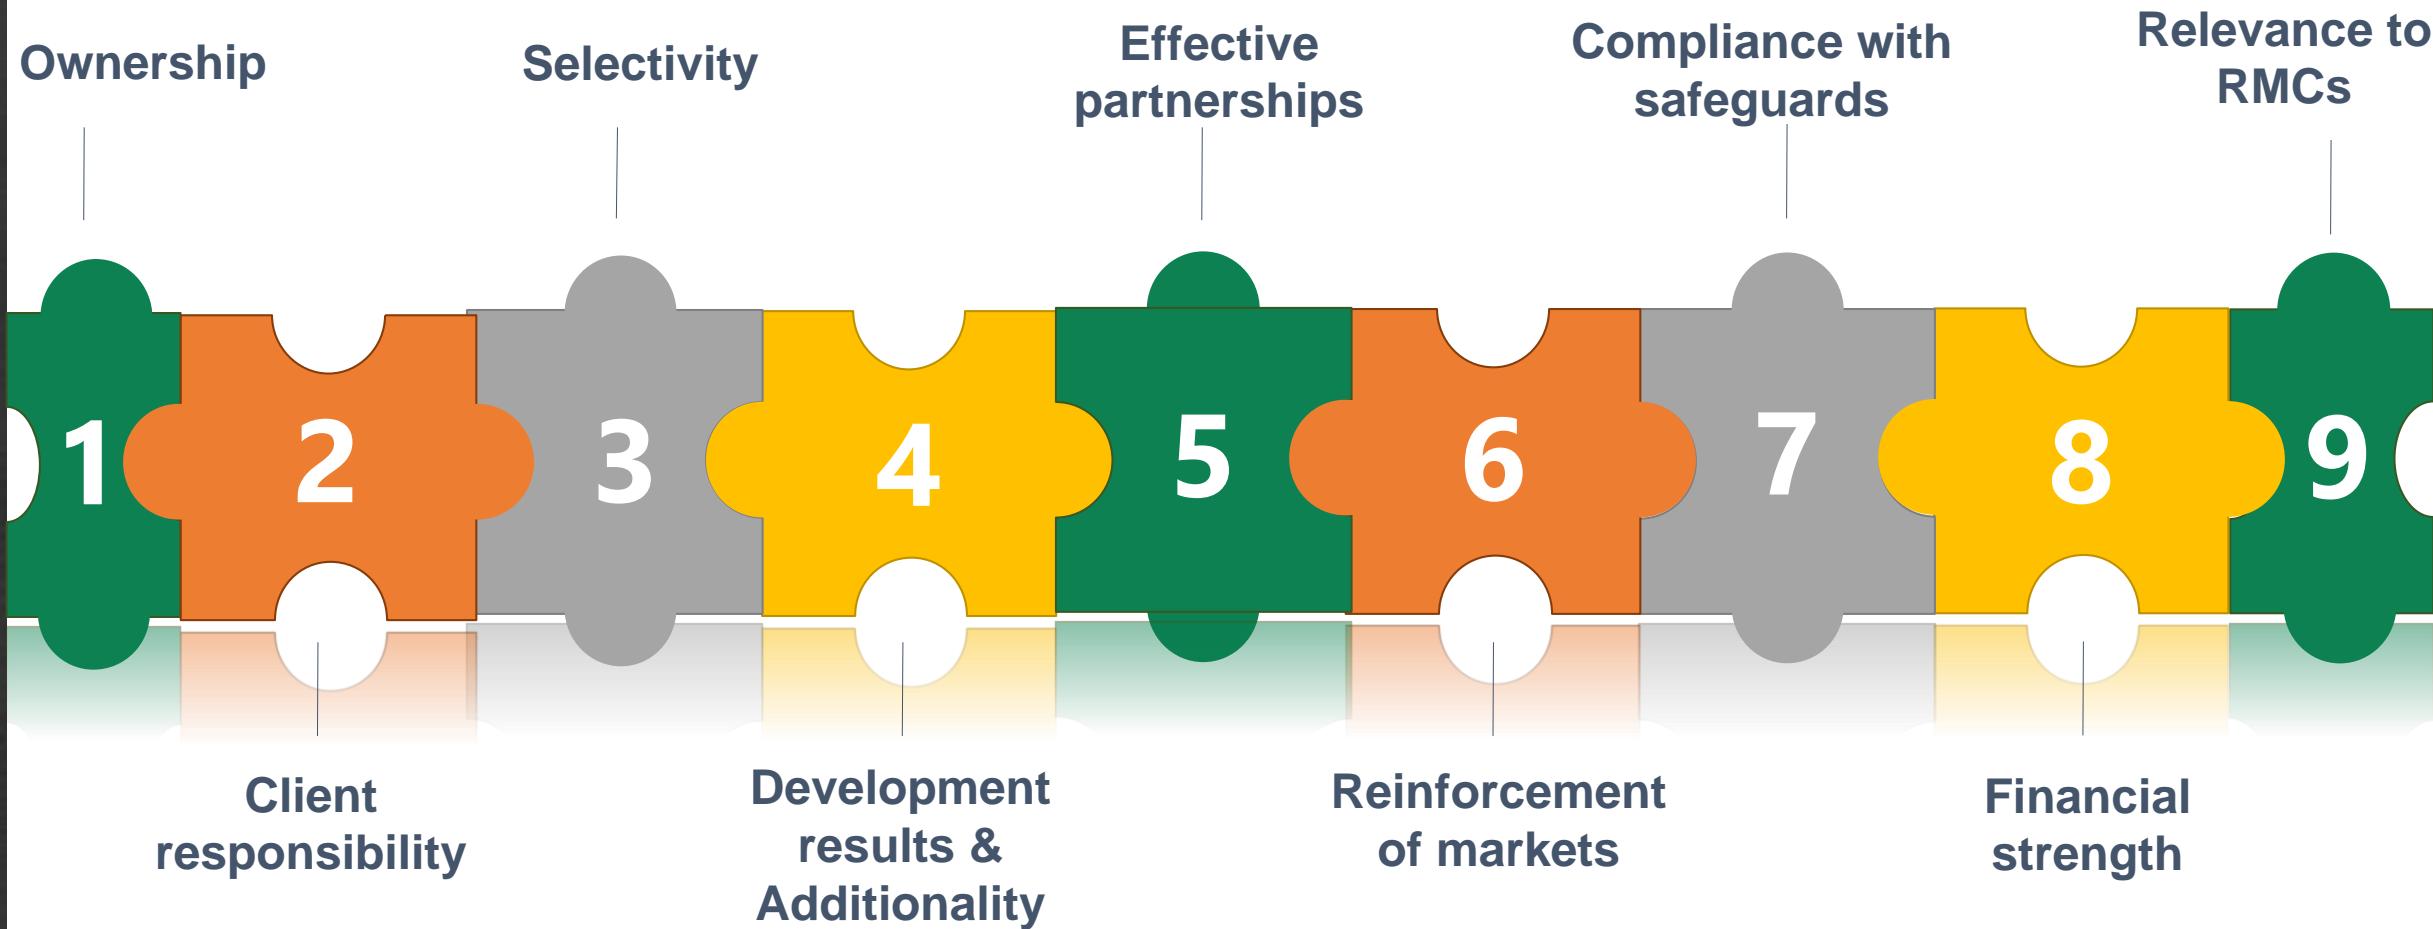 Ownership
Selectivity
Effective
partnerships
Compliance with
safeguards
Relevance to
RMCs
1
2
3
4
5
6
7
8
9
Client
responsibility
Development
results &
Additionality
Reinforcement
of markets
Financial
strength